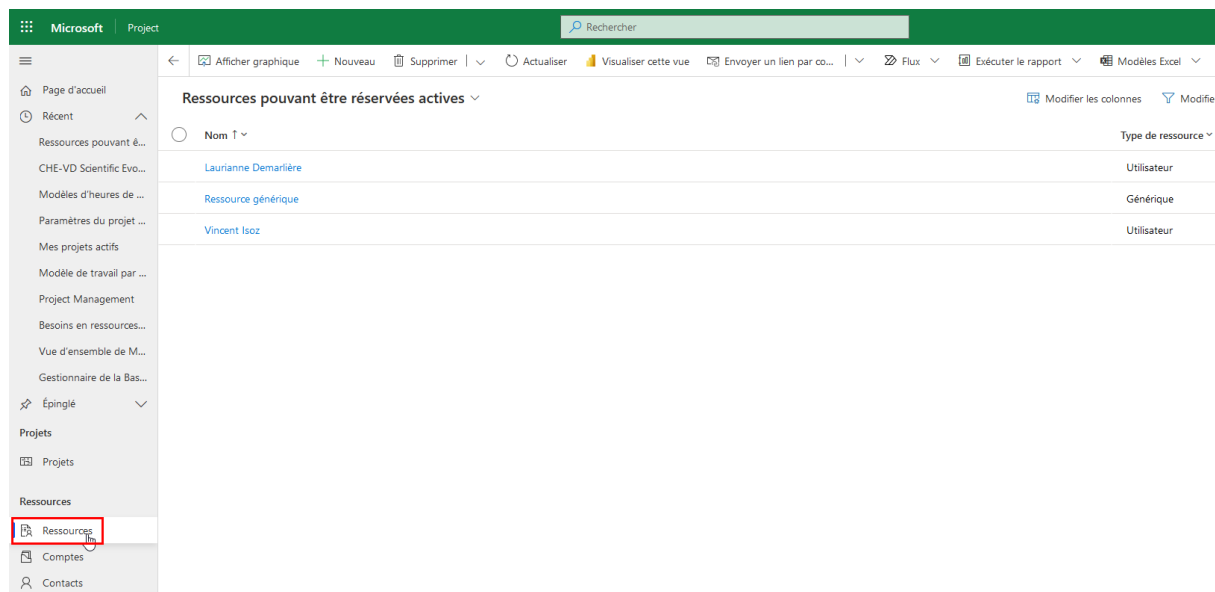 Microsoft Project Rechercher
Afficher graphique Nouveau Supprimer Actualiser Visualiser cette vue Envoyer un lien par co... Flux Exécuter le rapport Modèles Excel
Page d'accueil
Récent
Ressources pouvant ê...
CHE-VD Scientific Evo...
Modèles d'heures de ...
Paramètres du projet ...
Mes projets actifs
Modèle de travail par ...
Project Management
Besoins en ressources...
Vue d'ensemble de M...
Gestionnaire de la Bas...
Épinglé
Projets
Projets
Ressources
Ressources
Comptes
Contacts
Ressources pouvant être réservées actives Modifier les colonnes Modifie
Nom Type de ressource
Laurianne Demarlière Utilisateur
Ressource générique Générique
Vincent Isoz Utilisateur